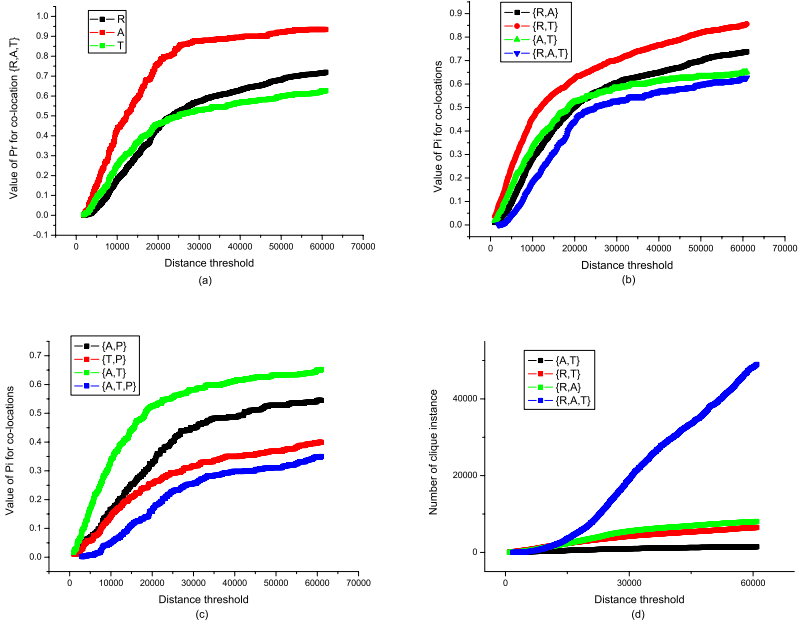 R
A
T
Value of Pr for co-location {R,A,T}
1.0
0.9
0.8
0.7
0.6
0.5
0.4
0.3
0.2
0.1
0.0
-0.1
0 10000 20000 30000 40000 50000 60000 70000
Distance threshold
(a)
{R,A}
{R,T}
{A,T}
{R,A,T}
Value of Pi for co-locations
0.9
0.8
0.7
0.6
0.5
0.4
0.3
0.2
0.1
0.0
0 10000 20000 30000 40000 50000 60000 70000
Distance threshold
(b)
{A,P}
{T,P}
{A,T}
{A,T,P}
Value of Pi for co-locations
0.7
0.6
0.5
0.4
0.3
0.2
0.1
0.0
0 10000 20000 30000 40000 50000 60000 70000
Distance threshold
(c)
{A,T}
{R,T}
{R,A}
{R,A,T}
Number of clique instance
40000
20000
0
0 30000 60000
Distance threshold
(d)